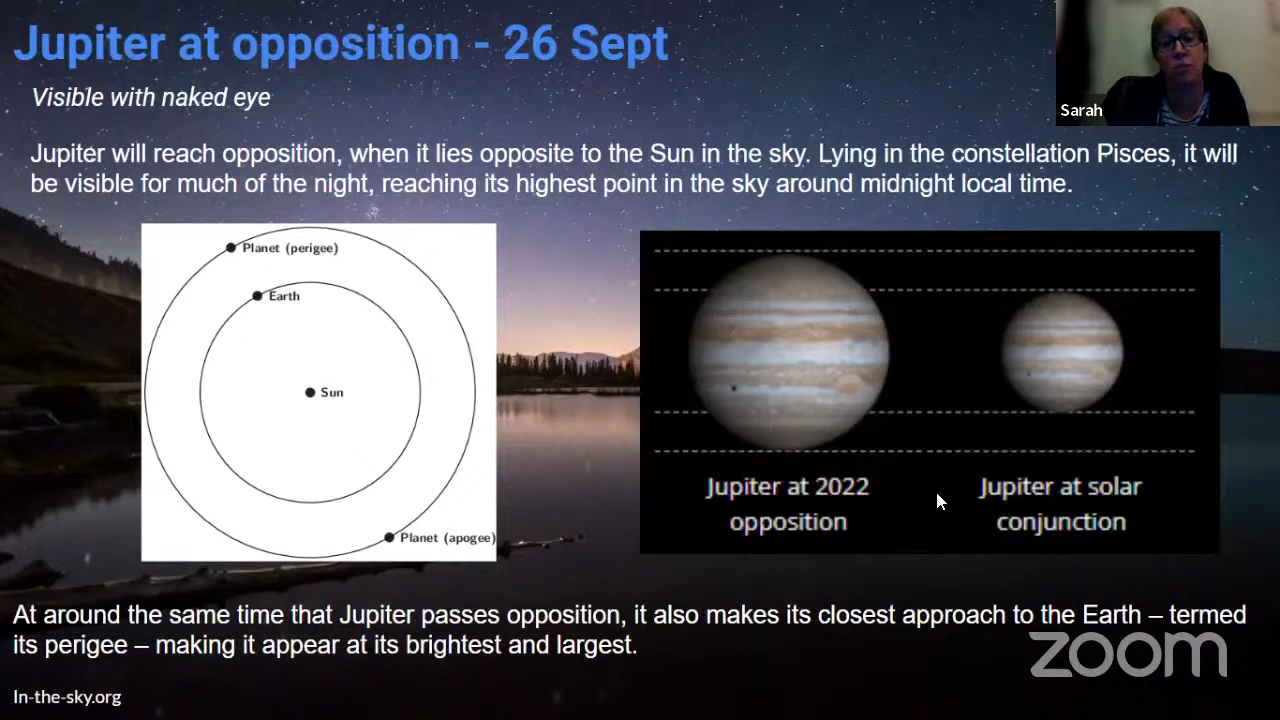 Jupiter at opposition - 26 Sept
Sarah
Visible with naked eye
Jupiter will reach opposition, when it lies opposite to the Sun in the sky. Lying in the constellation Pisces, it will
be visible for much of the night, reaching its highest point in the sky around midnight local time.
Planet (perigee)
Earth
Sun
Planet (apogee)
Jupiter at 2022
opposition
Jupiter at solar
conjunction
At around the same time that Jupiter passes opposition, it also makes its closest approach to the Earth – termed
its perigee – making it appear at its brightest and largest.
zoom
In-the-sky.org